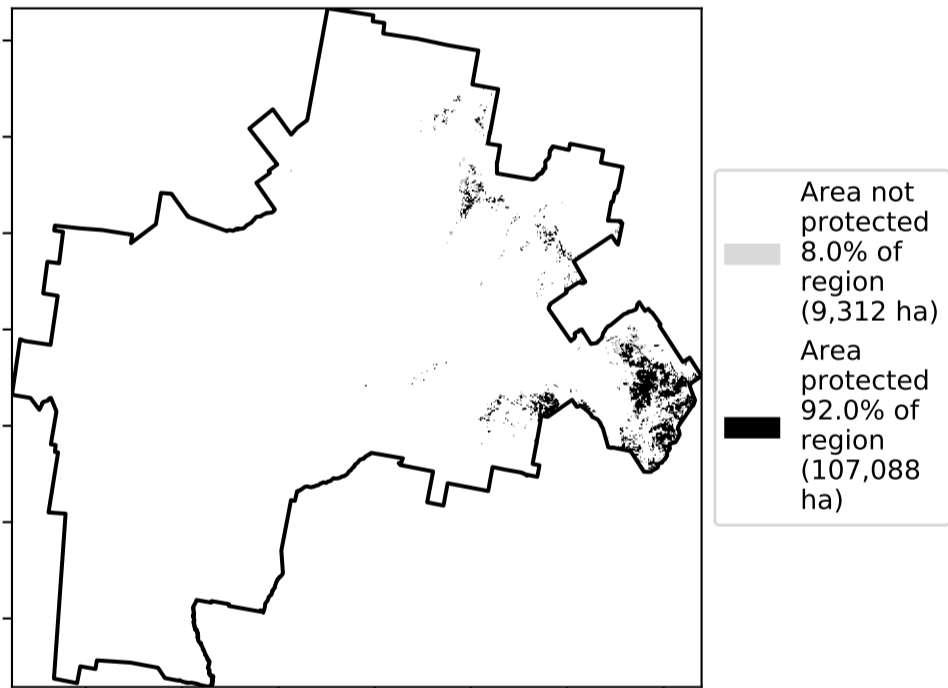 Area not
protected
8.0% of
region
(9,312 ha)
Area
protected
92.0% of
region
(107,088
ha)